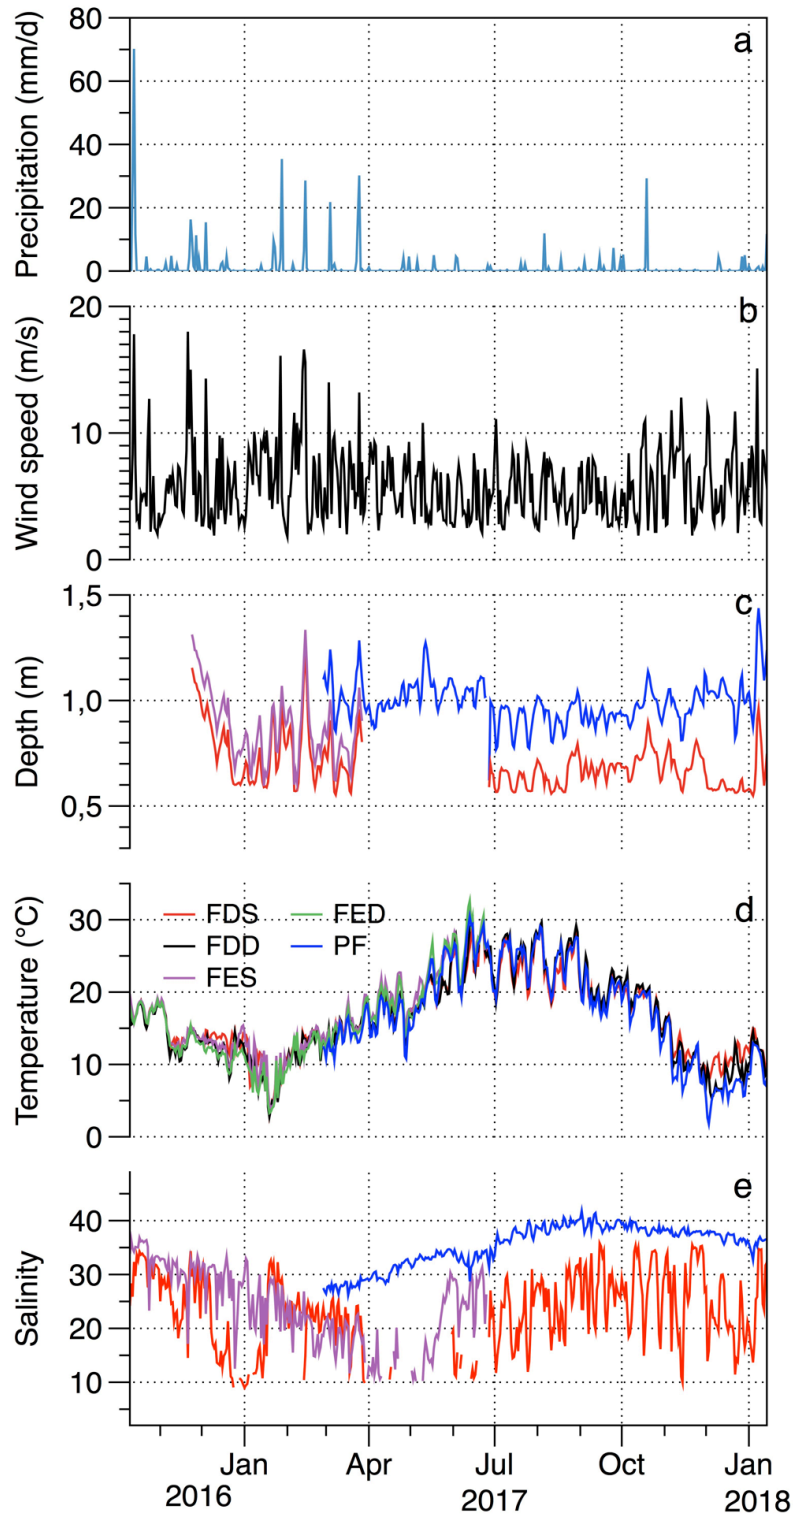 a
Precipitation (mm/d)
80
60
40
20
0
b
Wind speed (m/s)
20
10
0
c
Depth (m)
1,5
1,0
0,5
d
Temperature (°C)
30
20
10
0
FDS FED
FDD PF
FES
e
Salinity
40
30
20
10
Jan Apr Jul Oct Jan
2016 2017 2018